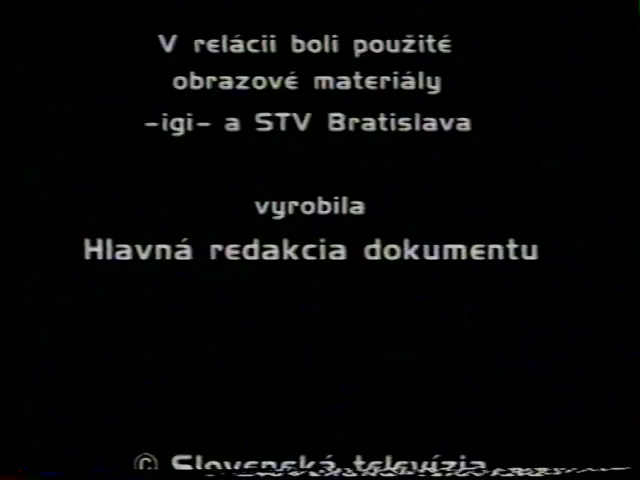 V relácii boli použité
obrazové materiály
-igi- a STV Bratislava
vyrobila
Hlavná redakcia dokumentu
© Slovenská televízia